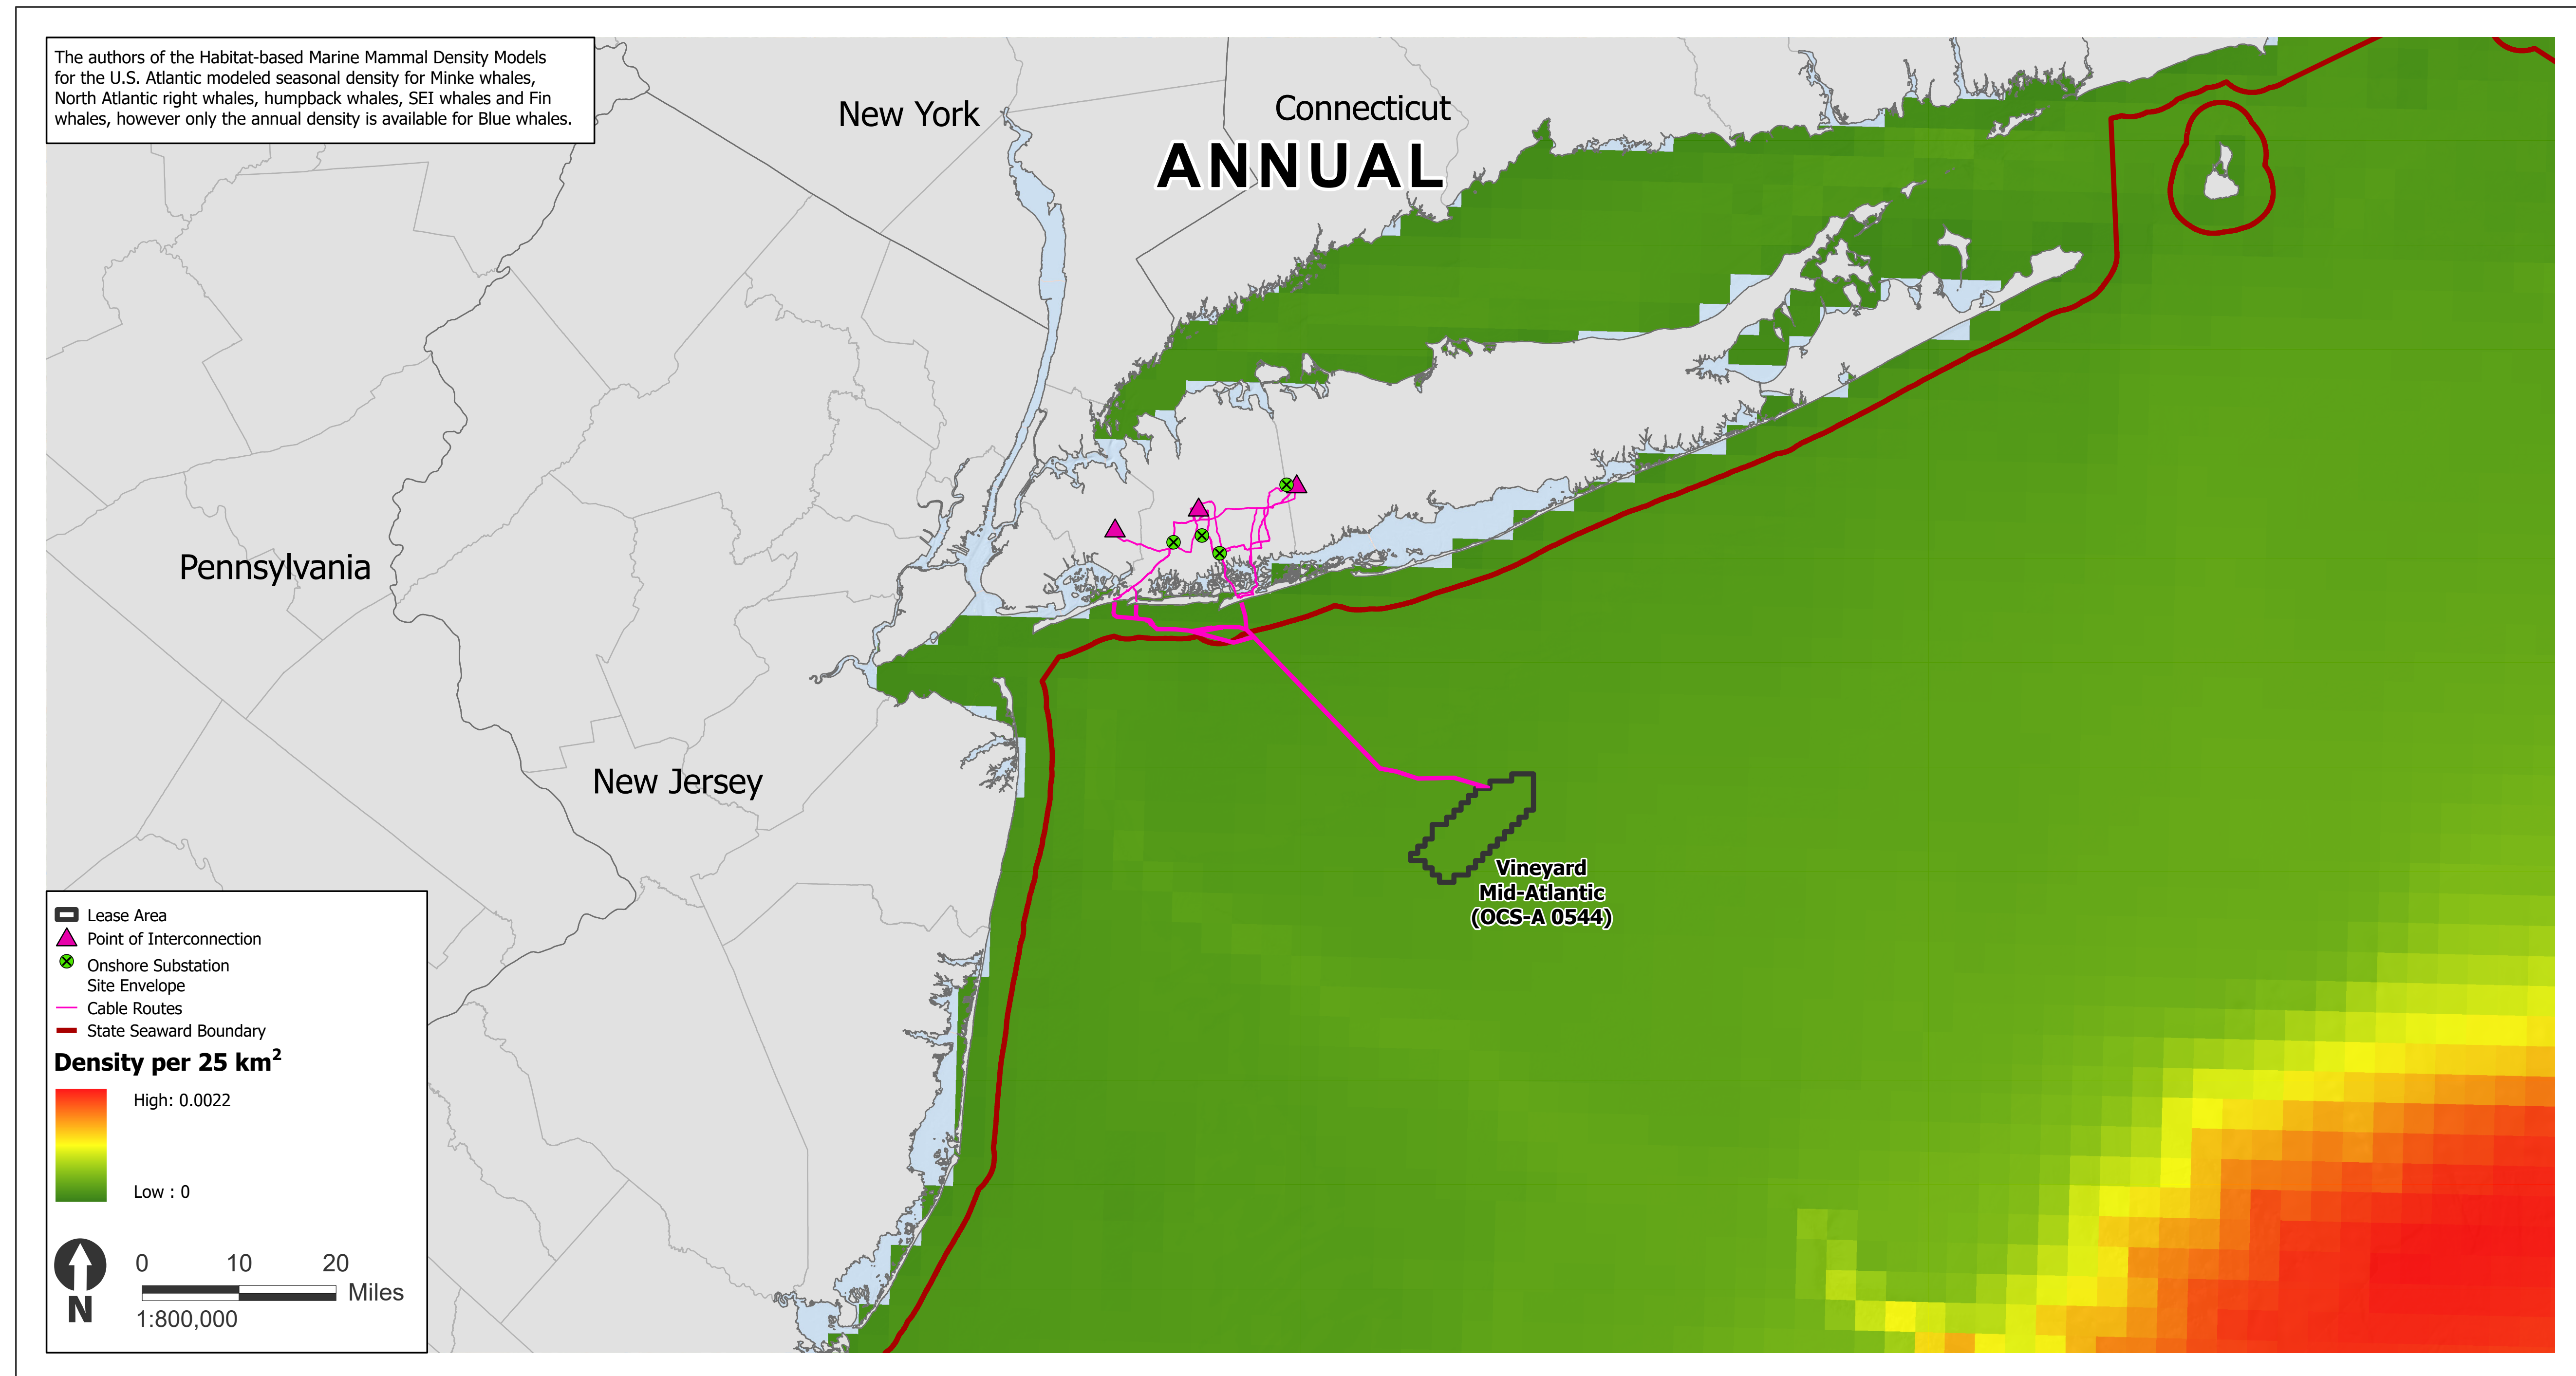 The authors of the Habitat-based Marine Mammal Density Models
for the U.S. Atlantic modeled seasonal density for Minke whales,
North Atlantic right whales, humpback whales, SEI whales and Fin
whales, however only the annual density is available for Blue whales.
New York
Connecticut
ANNUAL
Pennsylvania
New Jersey
Vineyard
Mid-Atlantic
(OCS-A 0544)
Lease Area
Point of Interconnection
Onshore Substation
Site Envelope
Cable Routes
State Seaward Boundary
Density per 25 km²
High: 0.0022
Low : 0
N
0 10 20
Miles
1:800,000